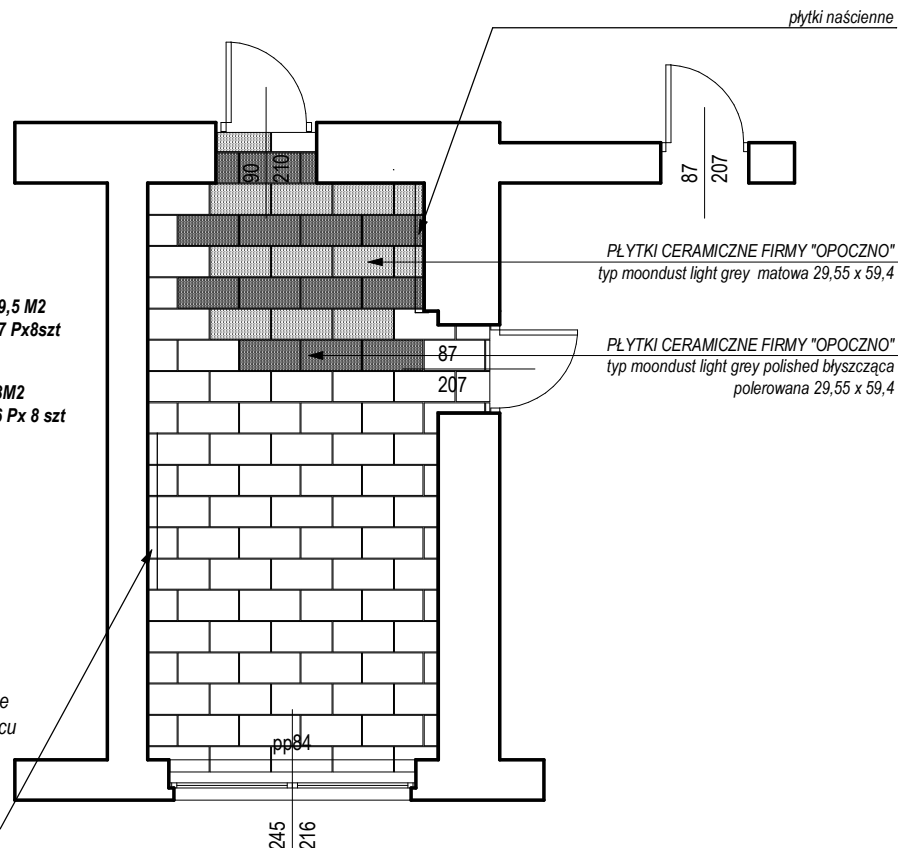 płytki naścienne
90
210
87
207
PŁYTKI CERAMICZNE FIRMY "OPOCZNO"
typ moondust light grey matowa 29,55 x 59,4
9,5 M2
7 Px8szt
PŁYTKI CERAMICZNE FIRMY "OPOCZNO"
typ moondust light grey polished błyszcząca
polerowana 29,55 x 59,4
87
207
M2
Px 8 szt
e
cu
pp84
245
216